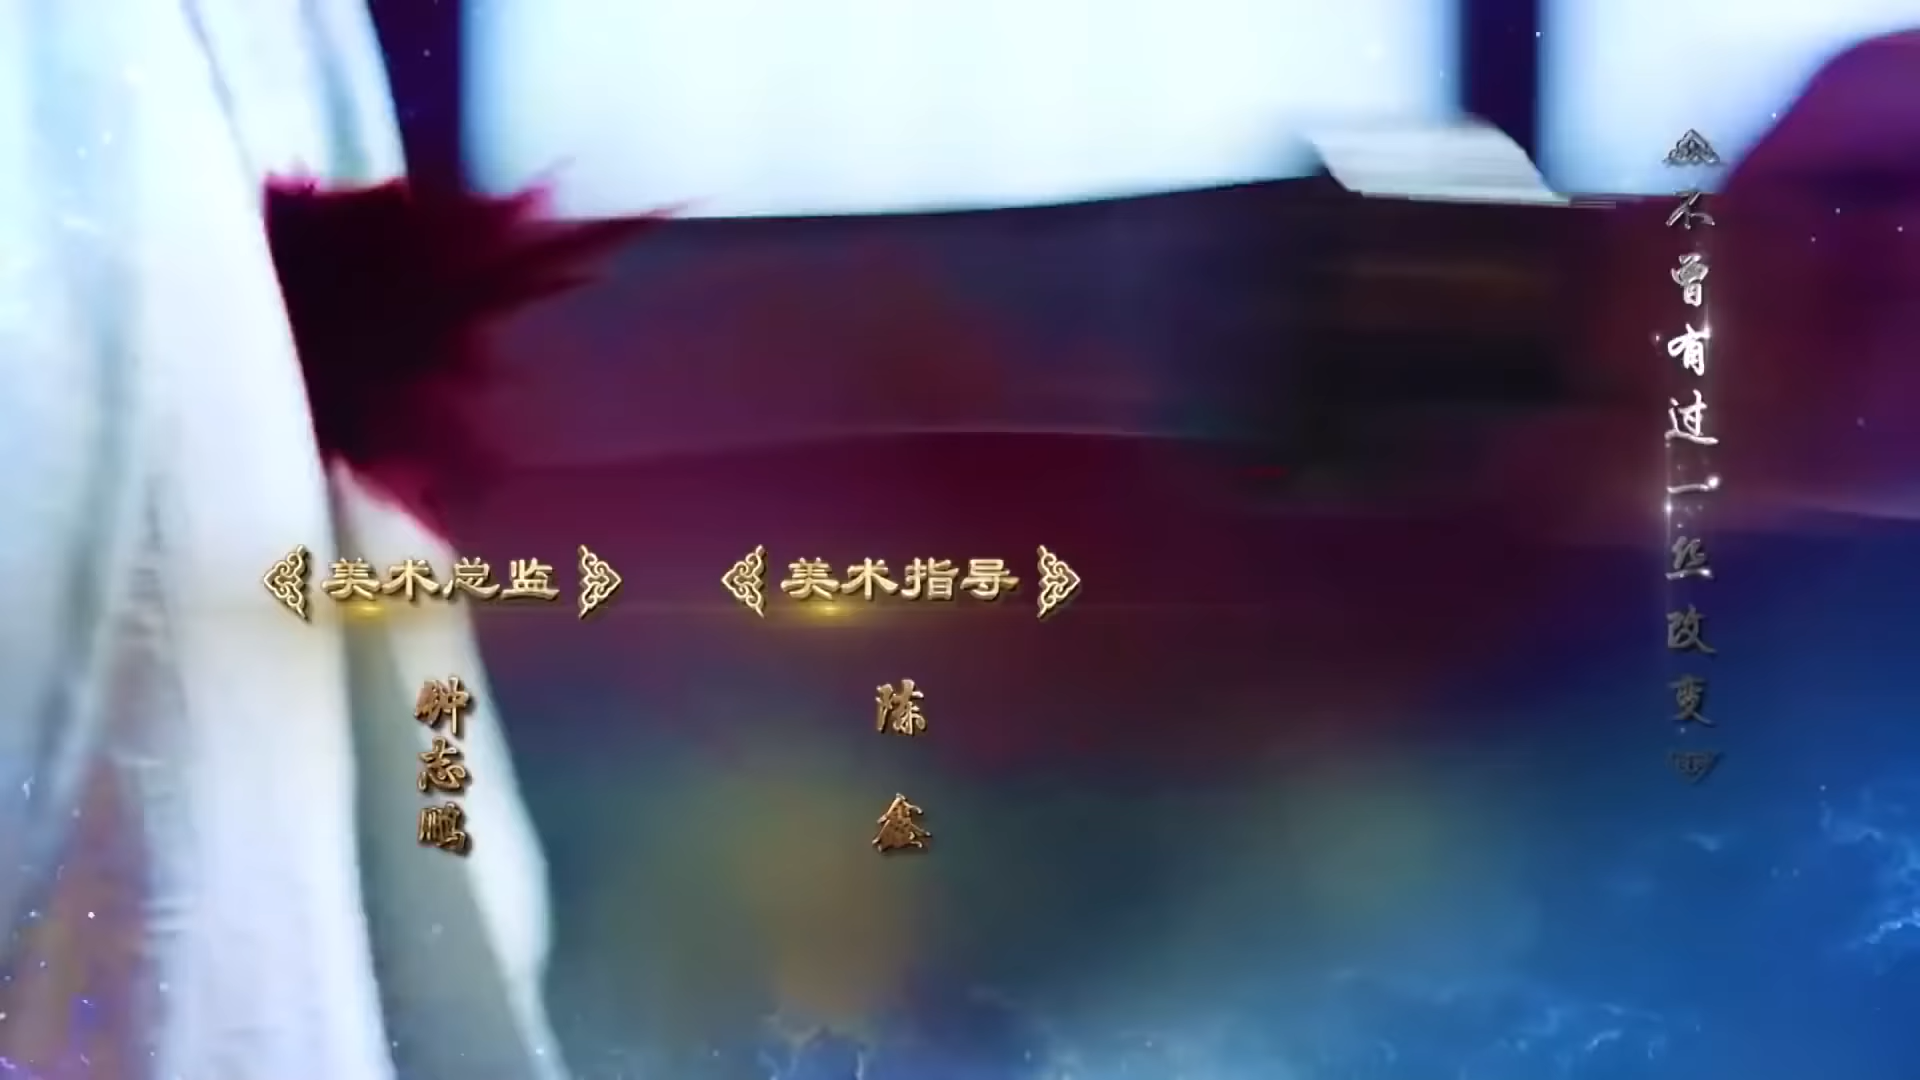 美术总监
钟志鹏
美术指导
陈鑫
不曾有过一丝改变